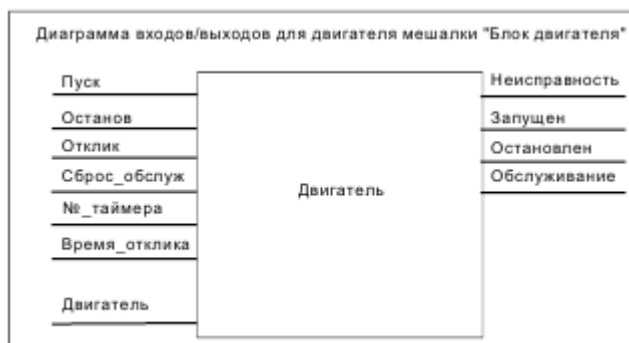 Диаграмма входов/выходов для двигателя мешалки "Блок двигателя"
Пуск
Останов
Отклик
Сброс_обслуж
№_таймера
Время_отклика
Двигатель
Двигатель
Неисправность
Запущен
Остановлен
Обслуживание